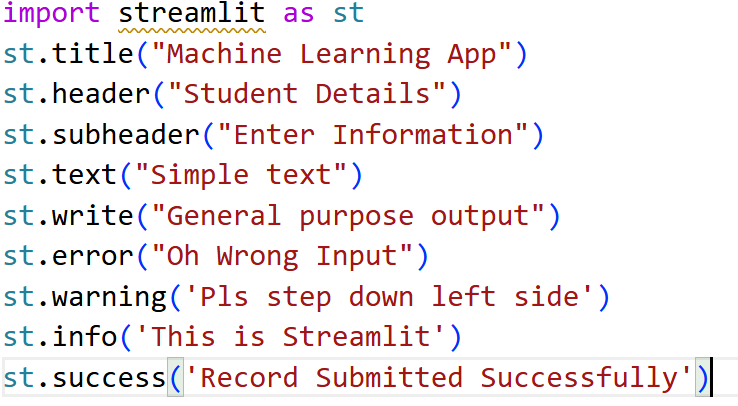 import streamlit as st
st.title("Machine Learning App")
st.header("Student Details")
st.subheader("Enter Information")
st.text("Simple text")
st.write("General purpose output")
st.error("Oh Wrong Input")
st.warning('Pls step down left side')
st.info('This is Streamlit')
st.success('Record Submitted Successfully')